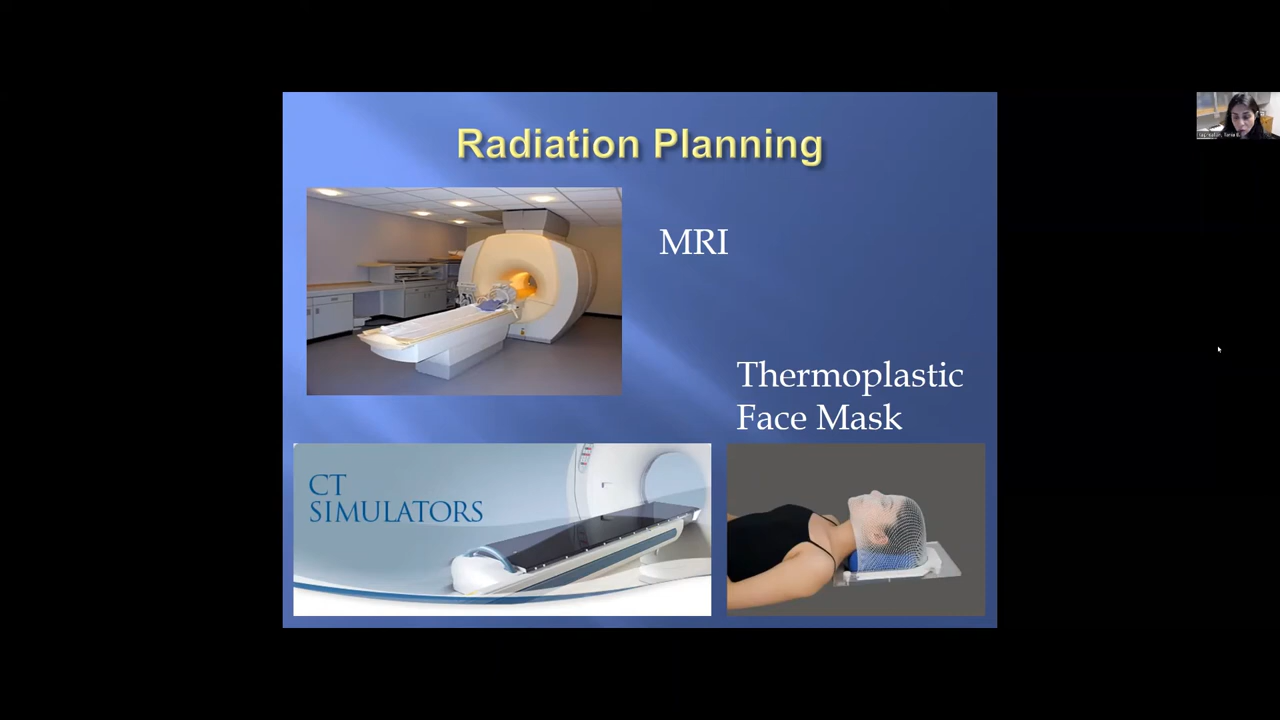 Radiation Planning
MRI
Thermoplastic
Face Mask
CT
SIMULATORS